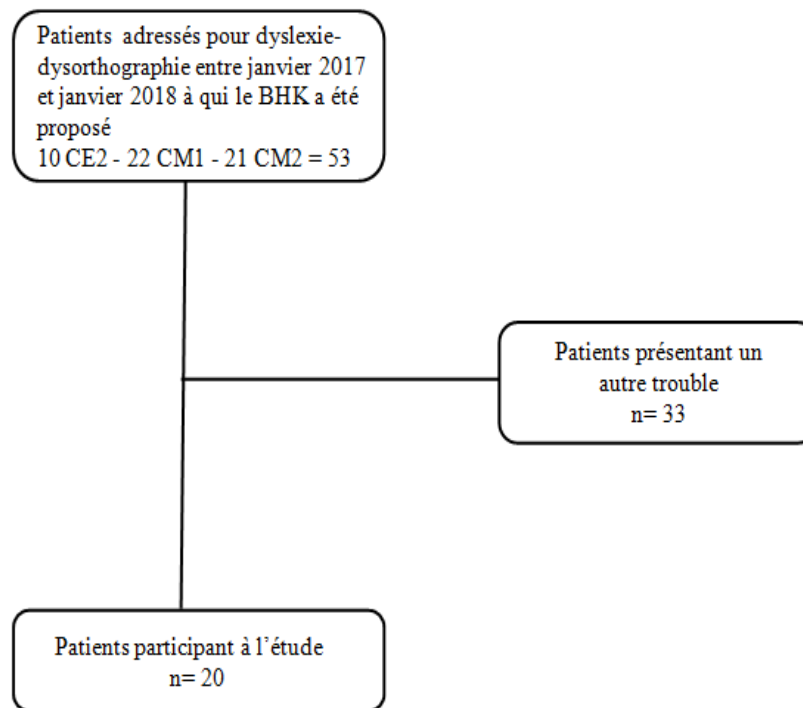 Patients adressés pour dyslexie-
dysorthographie entre janvier 2017
et janvier 2018 à qui le BHK a été
proposé
10 CE2 - 22 CM1 - 21 CM2 = 53
Patients présentant un
autre trouble
n= 33
Patients participant à l'étude
n= 20